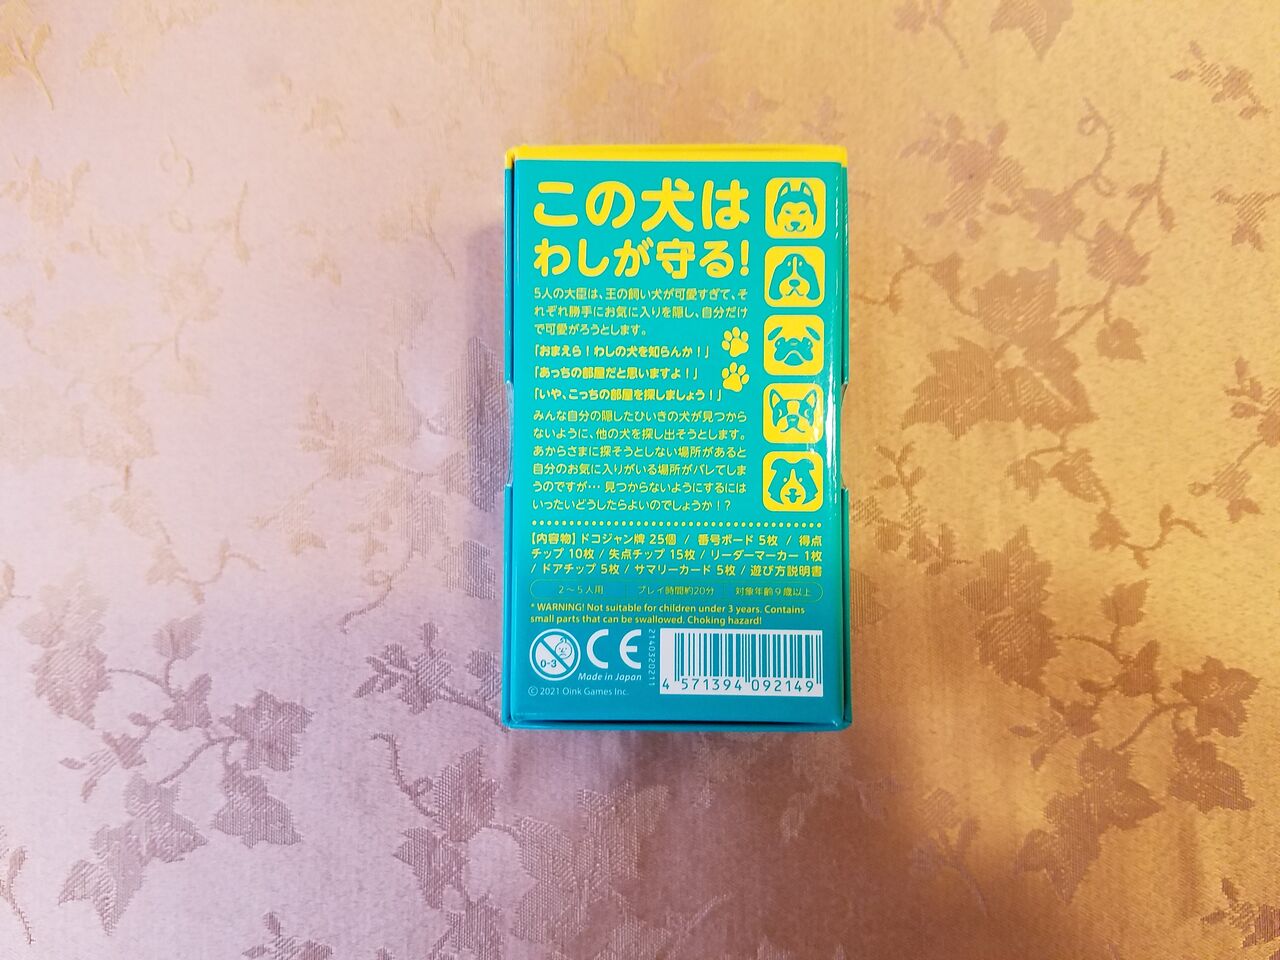 この犬は
わしが守る!
5人の大臣は、王の飼い犬が可愛すぎて、そ
れぞれ勝手にお気に入りを隠し、自分だけ
で可愛がろうとします。
「おまえら!わしの犬を知らんか!」
「あっちの部屋だと思いますよ!」
「いや、こっちの部屋を探しましょう!」
みんな自分の隠したひいきの犬が見つから
ないように、他の犬を探し出そうとします。
あからさまに探そうとしない場所があると
自分のお気に入りがいる場所がバレてしま
うのですが… 見つからないようにするには
いったいどうしたらよいのでしょうか!?
【内容物】ドコジャン牌 25個 / 番号ボード 5枚 / 得点
チップ 10枚 / 失点チップ 15枚 / リーダーマーカー 1枚
/ ドアチップ 5枚 / サマリーカード 5枚 / 遊び方説明書
2〜5人用 プレイ時間約20分 対象年齢9歳以上
* WARNING! Not suitable for children under 3 years. Contains
small parts that can be swallowed. Choking hazard!
0-3 CE
Made in Japan
© 2021 Oink Games Inc.
2140320211
4 571394 092149